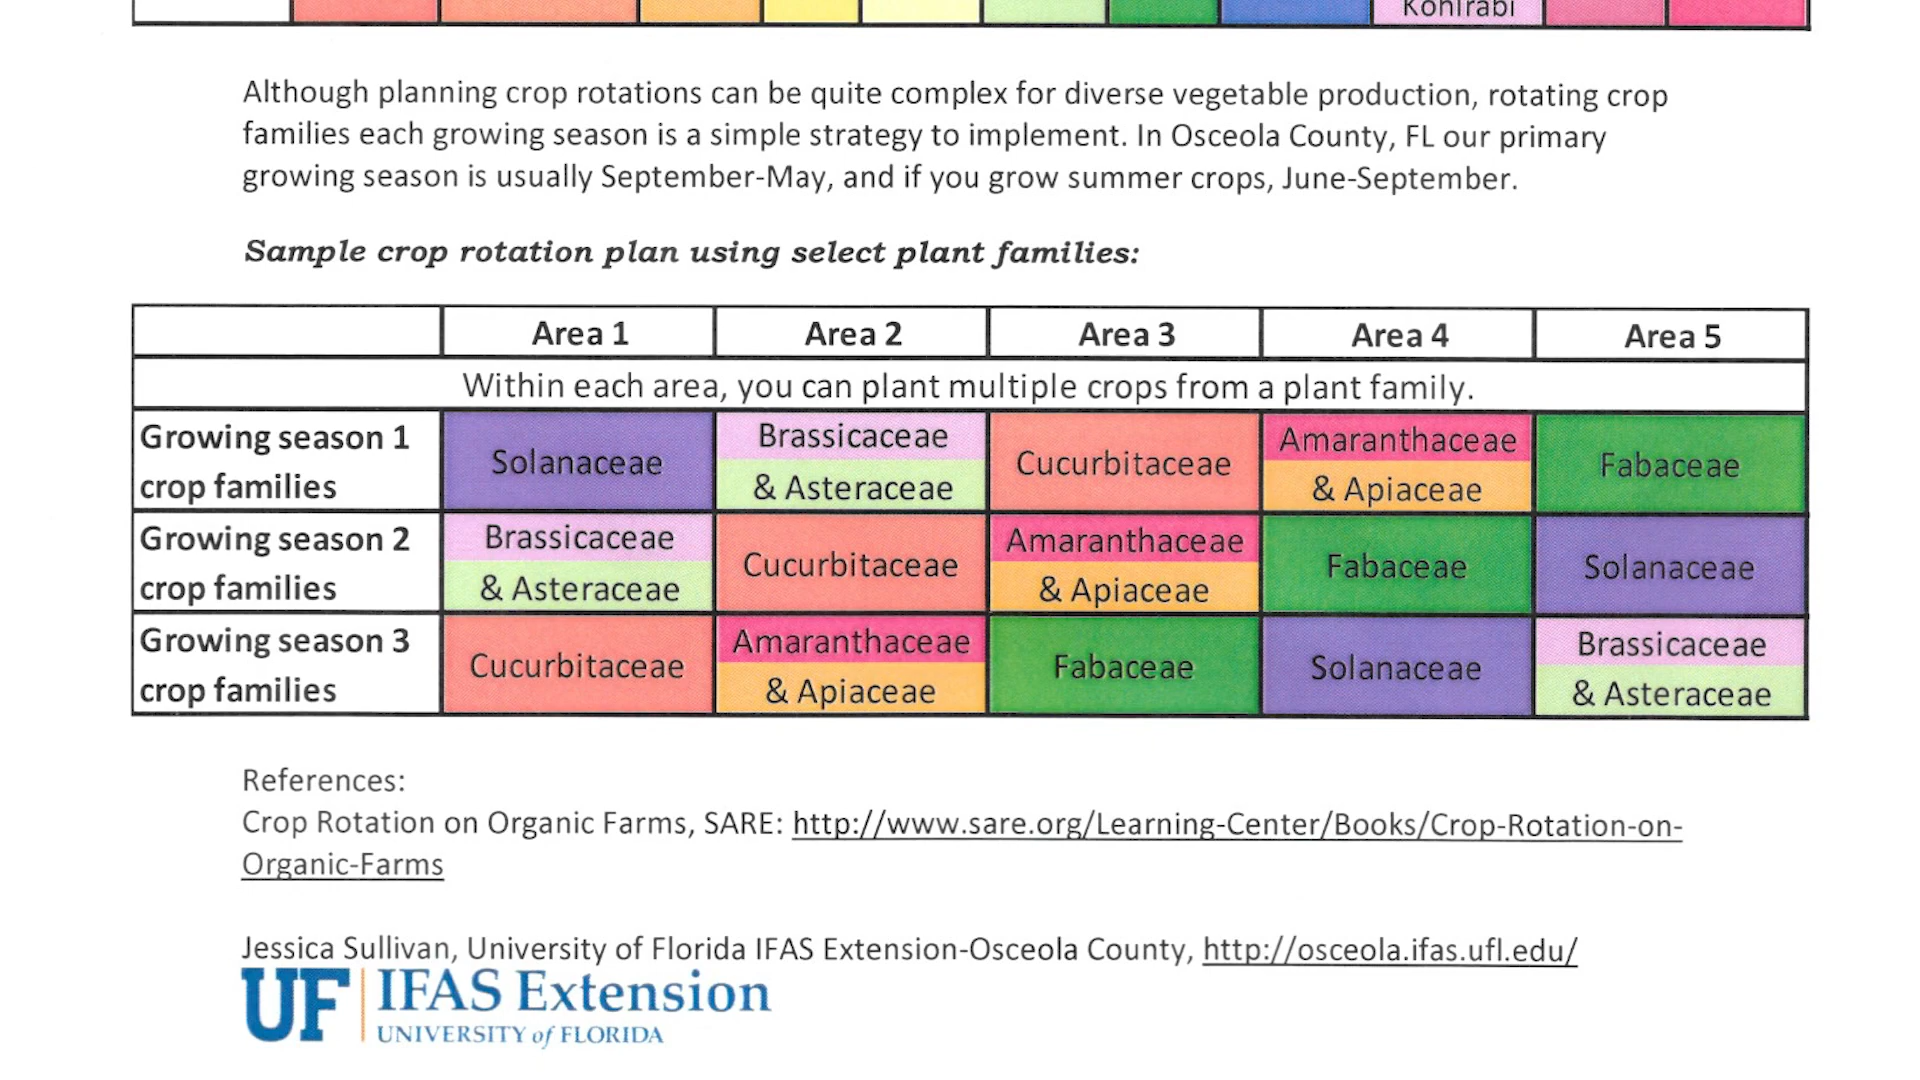 Kohlrabi
Although planning crop rotations can be quite complex for diverse vegetable production, rotating crop
families each growing season is a simple strategy to implement. In Osceola County, FL our primary
growing season is usually September-May, and if you grow summer crops, June-September.
Sample crop rotation plan using select plant families:
Area 1 Area 2 Area 3 Area 4 Area 5
Within each area, you can plant multiple crops from a plant family.
Growing season 1
crop families
Solanaceae
Brassicaceae
& Asteraceae
Cucurbitaceae
Amaranthaceae
& Apiaceae
Fabaceae
Growing season 2
crop families
Brassicaceae
& Asteraceae
Cucurbitaceae
Amaranthaceae
& Apiaceae
Fabaceae
Solanaceae
Growing season 3
crop families
Cucurbitaceae
Amaranthaceae
& Apiaceae
Fabaceae
Solanaceae
Brassicaceae
& Asteraceae
References:
Crop Rotation on Organic Farms, SARE: http://www.sare.org/Learning-Center/Books/Crop-Rotation-on-
Organic-Farms
Jessica Sullivan, University of Florida IFAS Extension-Osceola County, http://osceola.ifas.ufl.edu/
UF IFAS Extension
UNIVERSITY of FLORIDA